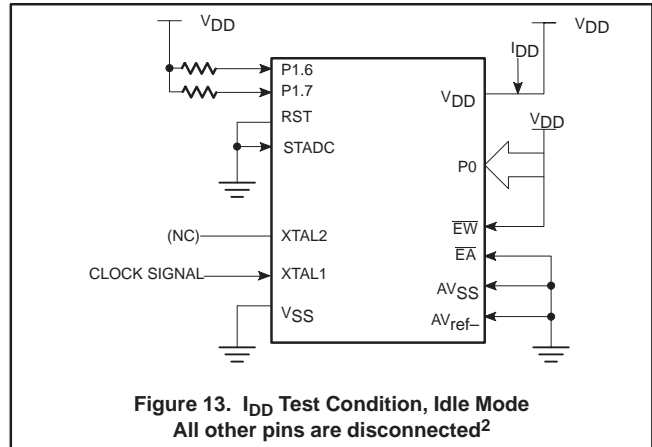 VDD
VDD
IDD
P1.6
P1.7
VDD
RST
VDD
STADC
P0
(NC)
XTAL2
EW
EA
CLOCK SIGNAL
XTAL1
AVSS
VSS
AVref–
Figure 13. IDD Test Condition, Idle Mode
All other pins are disconnected2